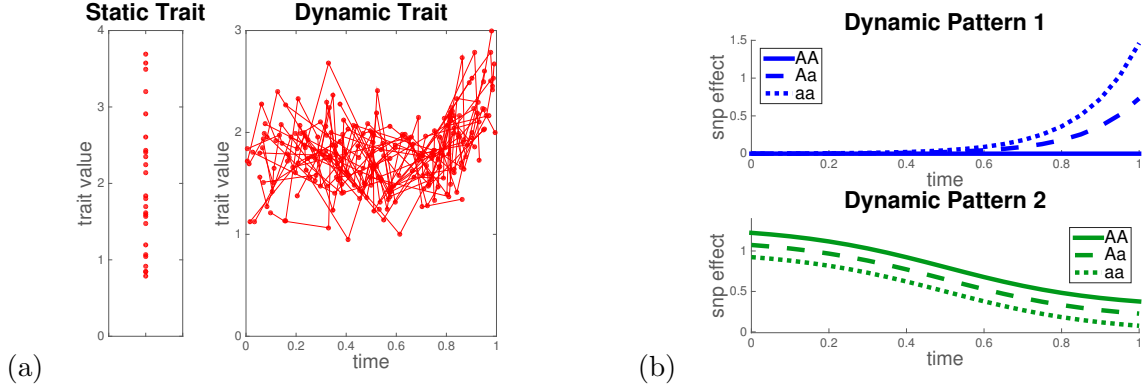 Static Trait
trait value
4
3
2
1
0
Dynamic Trait
3
2
1
0
0 0.2 0.4 0.6 0.8 1
time
(a)
Dynamic Pattern 1
snp effect
1.5
1
0.5
0
AA
Aa
aa
0 0.2 0.4 0.6 0.8 1
time
Dynamic Pattern 2
snp effect
1
0.5
0
AA
Aa
aa
0 0.2 0.4 0.6 0.8 1
time
(b)